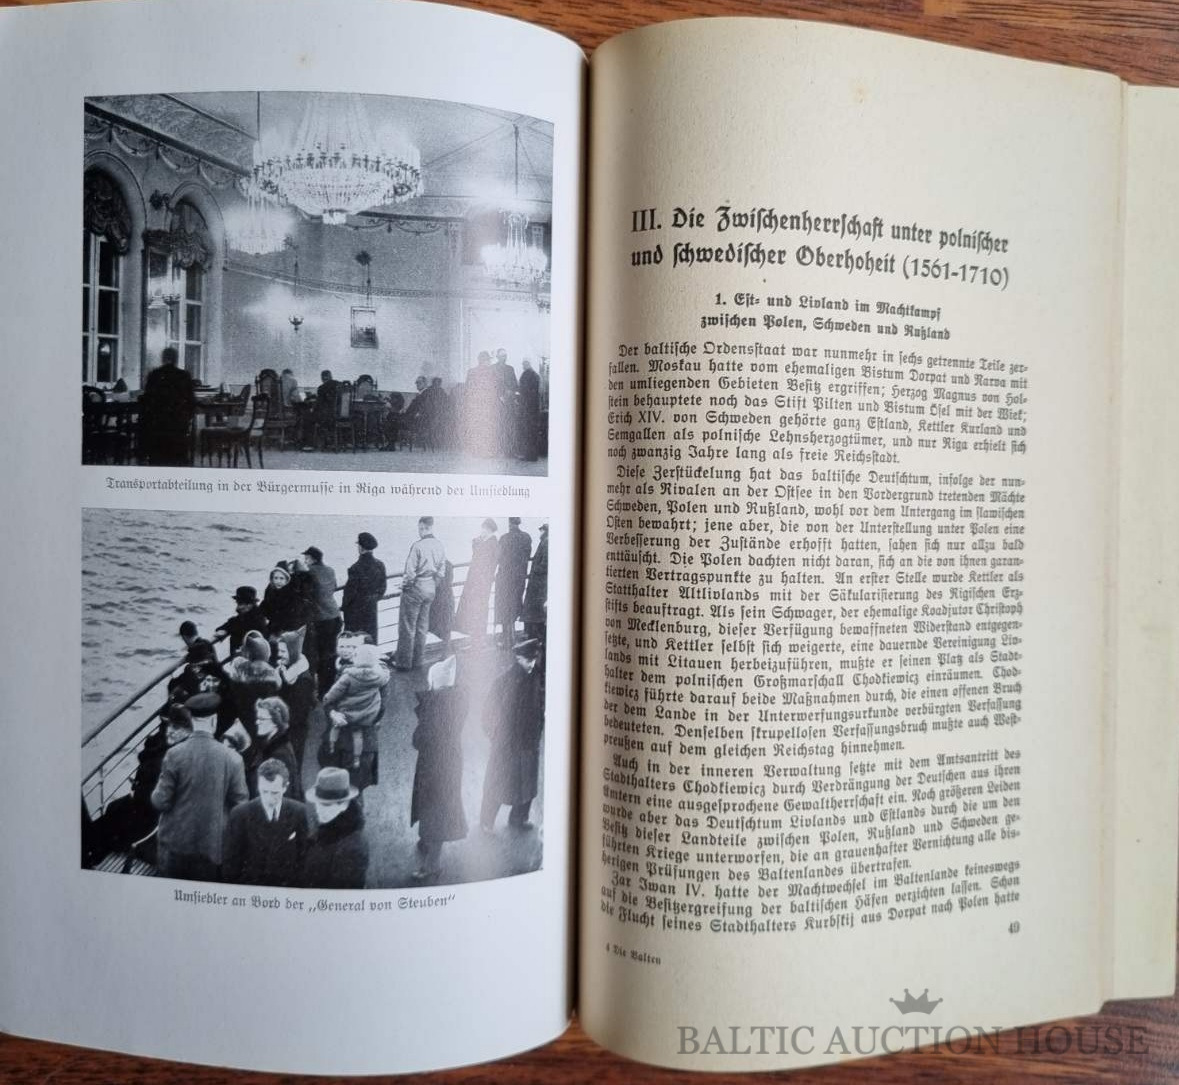 Transportabteilung in der Bürgermusse in Riga während der Umsiedlung
Umsiedler an Bord der „General von Steuben“
III. Die Zwischenherrschaft unter polnischer
und schwedischer Oberhoheit (1561-1710)
1. Est- und Livland im Machtkampf
zwischen Polen, Schweden und Rußland
Der baltische Ordensstaat war nunmehr in sechs getrennte Teile zer-
fallen. Moskau hatte vom ehemaligen Bistum Dorpat und Narwa mit
den umliegenden Gebieten Besitz ergriffen; Herzog Magnus von Hol-
stein behauptete noch das Stift Pilten und Bistum Ösel mit der Wiek;
Erich XIV. von Schweden gehörte ganz Estland, Kettler Kurland und
Semgallen als polnische Lehnsherzogtümer, und nur Riga erhielt sich
noch zwanzig Jahre lang als freie Reichsstadt.
Diese Zerstückelung hat das baltische Deutschtum, infolge der nun-
mehr als Rivalen an der Ostsee in den Vordergrund tretenden Mächte
Schweden, Polen und Rußland, wohl vor dem Untergang im slawischen
Osten bewahrt; jene aber, die von der Unterstellung unter Polen eine
Verbesserung der Zustände erhofft hatten, sahen sich nur allzu bald
enttäuscht. Die Polen dachten nicht daran, sich an die von ihnen garan-
tierten Vertragspunkte zu halten. An erster Stelle wurde Kettler als
Statthalter Altlivlands mit der Säkularisierung des Rigischen Erz-
stifts beauftragt. Als sein Schwager, der ehemalige Koadjutor Christoph
von Mecklenburg, dieser Verfügung bewaffneten Widerstand entgegen-
setzte, und Kettler selbst sich weigerte, eine dauernde Vereinigung Liv-
lands mit Litauen herbeizuführen, mußte er seinen Platz als Stadt-
halter dem polnischen Großmarschall Chodkiewicz einräumen. Chod-
kiewicz führte darauf beide Maßnahmen durch, die einen offenen Bruch
der dem Lande in der Unterwerfungsurkunde verbürgten Verfassung
bedeuteten. Denselben skrupellosen Verfassungsbruch mußte auch West-
preußen auf dem gleichen Reichstag hinnehmen.
Auch in der inneren Verwaltung setzte mit dem Amtsantritt des
Stadthalters Chodkiewicz durch Verdrängung der Deutschen aus ihren
Ämtern eine ausgesprochene Gewaltherrschaft ein. Noch größeren Leiden
wurde aber das Deutschtum Livlands und Estlands durch die um den
Besitz dieser Landteile zwischen Polen, Rußland und Schweden ge-
führten Kriege unterworfen, die an grauenhafter Vernichtung alle bis-
herigen Prüfungen des Baltenlandes übertrafen.
Zar Iwan IV. hatte der Machtwechsel im Baltenlande keineswegs
auf die Besitzergreifung der baltischen Häfen verzichten lassen. Schon
die Flucht seines Stadthalters Kurbskij aus Dorpat nach Polen hatte
49
4 Die Balten
BALTIC AUCTION HOUSE